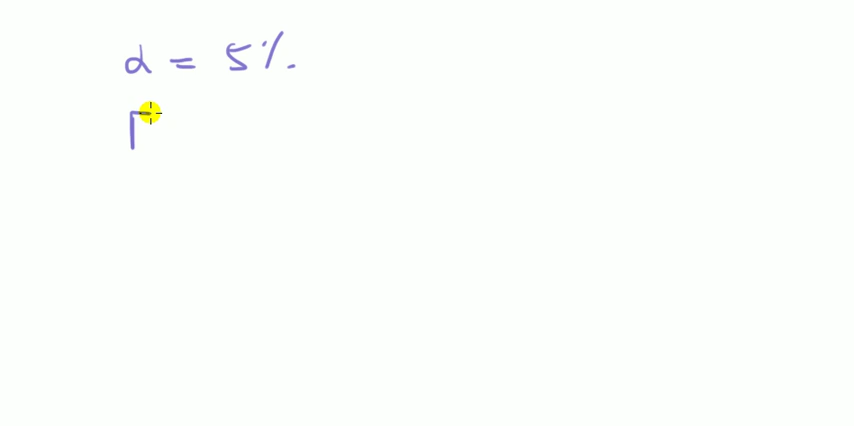 α = 5%.